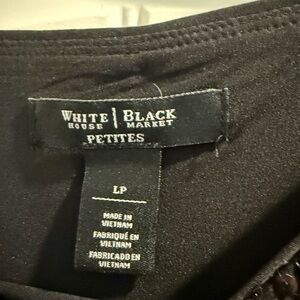 WHITE | BLACK
HOUSE MARKET
PETITES
LP
MADE IN
VIETNAM
FABRIQUÉ EN
VIETNAM
FABRICADO EN
VIETNAM